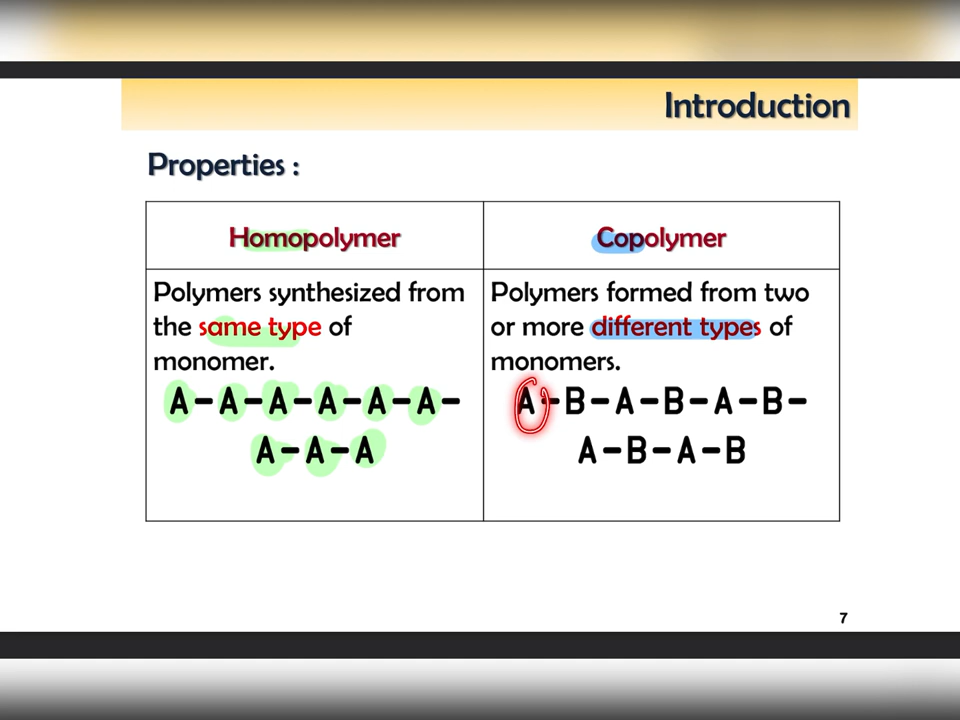 Introduction
Properties :
Homopolymer
Copolymer
Polymers synthesized from
the same type of
monomer.
A–A–A–A–A–A–
A–A–A
Polymers formed from two
or more different types of
monomers.
A–B–A–B–A–B–
A–B–A–B
7